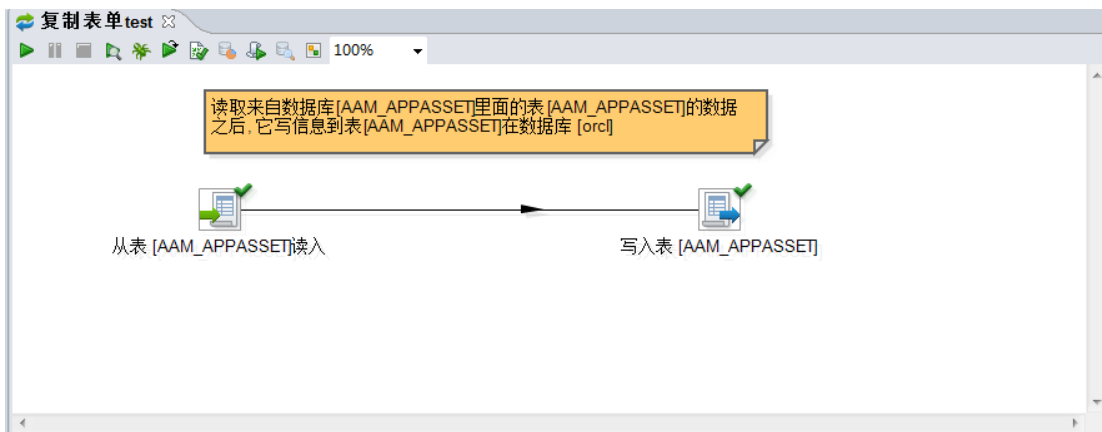 复制表单test
100%
读取来自数据库[AAM_APPASSET]里面的表[AAM_APPASSET]的数据
之后,它写信息到表[AAM_APPASSET]在数据库 [orcl]
从表 [AAM_APPASSET]读入
写入表 [AAM_APPASSET]